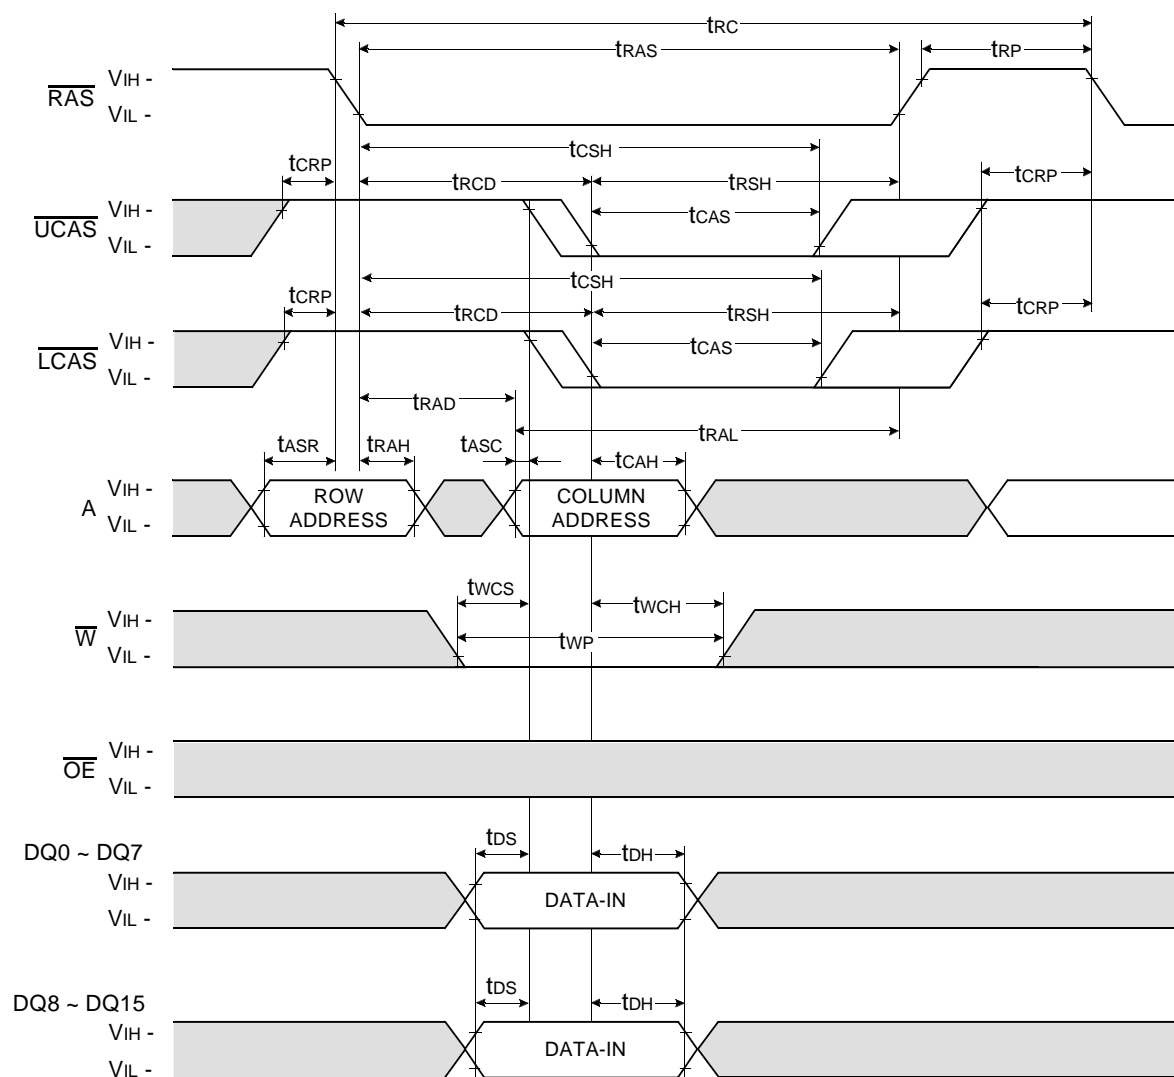 tRC
tRAS
tRP
RAS
VIH -
VIL -
tCSH
tCRP
tRCD
tRSH
tCRP
UCAS
VIH -
VIL -
tCAS
tCSH
tCRP
tRCD
tRSH
tCRP
LCAS
VIH -
VIL -
tCAS
tRAD
tRAL
tASR
tRAH
tASC
tCAH
A
VIH -
VIL -
ROW
ADDRESS
COLUMN
ADDRESS
tWCS
tWCH
W
VIH -
VIL -
tWP
OE
VIH -
VIL -
tDS
tDH
DQ0 ~ DQ7
VIH -
VIL -
DATA-IN
tDS
tDH
DQ8 ~ DQ15
VIH -
VIL -
DATA-IN